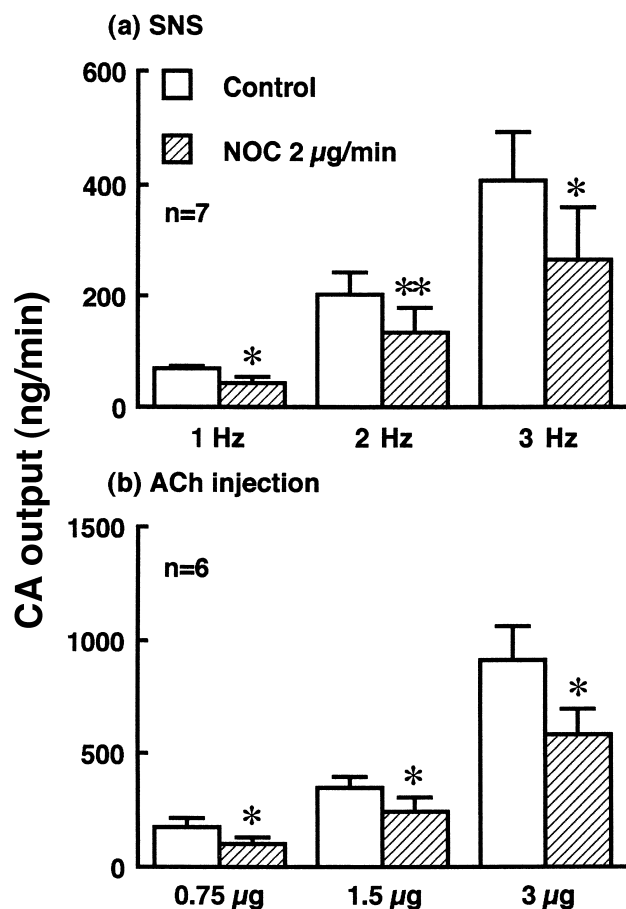 (a) SNS
600
400
200
0
Control
NOC 2 µg/min
n=7
*
**
*
1 Hz 2 Hz 3 Hz
CA output (ng/min)
(b) ACh injection
1500
1000
500
0
n=6
*
*
*
0.75 µg 1.5 µg 3 µg